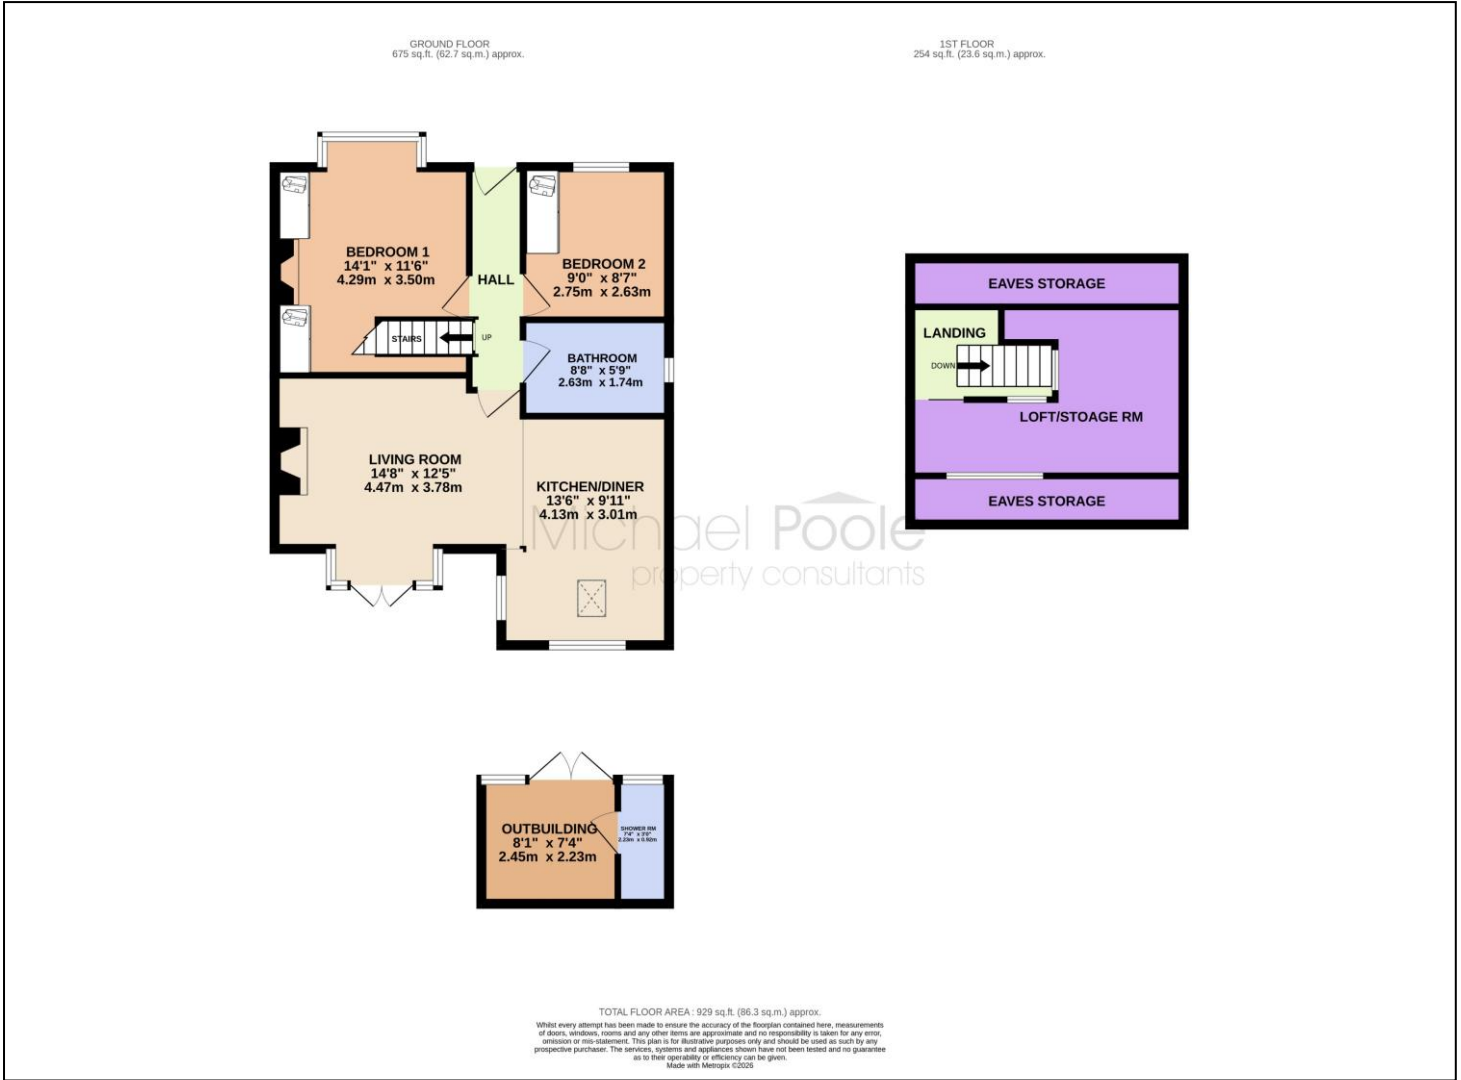 GROUND FLOOR
675 sq.ft. (62.7 sq.m.) approx.
1ST FLOOR
254 sq.ft. (23.6 sq.m.) approx.
BEDROOM 1
14'1" x 11'6"
4.29m x 3.50m
HALL
BEDROOM 2
9'0" x 8'7"
2.75m x 2.63m
STAIRS
UP
BATHROOM
8'8" x 5'9"
2.63m x 1.74m
LIVING ROOM
14'8" x 12'5"
4.47m x 3.78m
KITCHEN/DINER
13'6" x 9'11"
4.13m x 3.01m
EAVES STORAGE
LANDING
DOWN
LOFT/STOAGE RM
EAVES STORAGE
Michael Poole
property consultants
OUTBUILDING
8'1" x 7'4"
2.45m x 2.23m
SHOWER RM
7'4" x 3'0"
2.23m x 0.92m
TOTAL FLOOR AREA : 929 sq.ft. (86.3 sq.m.) approx.
Whilst every attempt has been made to ensure the accuracy of the floorplan contained here, measurements
of doors, windows, rooms and any other items are approximate and no responsibility is taken for any error,
omission or mis-statement. This plan is for illustrative purposes only and should be used as such by any
prospective purchaser. The services, systems and appliances shown have not been tested and no guarantee
as to their operability or efficiency can be given.
Made with Metropix ©2026